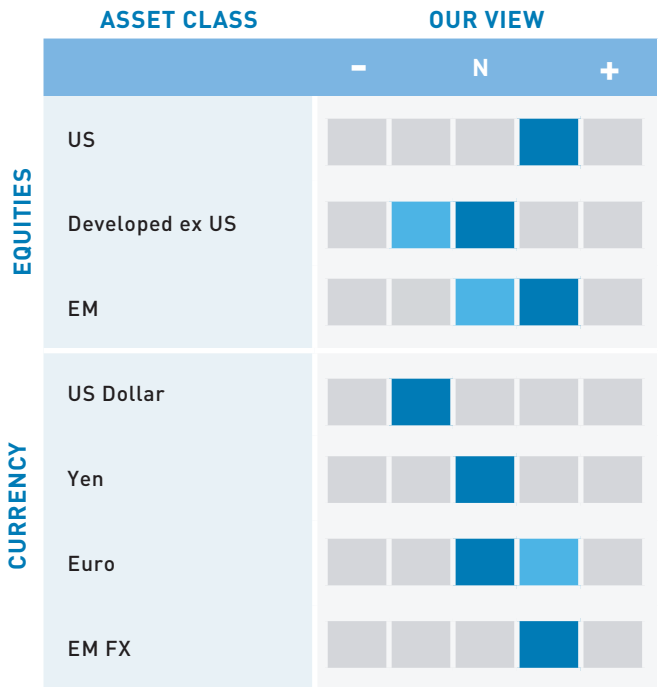 ASSET CLASS OUR VIEW
- N +
EQUITIES
US
Developed ex US
EM
CURRENCY
US Dollar
Yen
Euro
EM FX